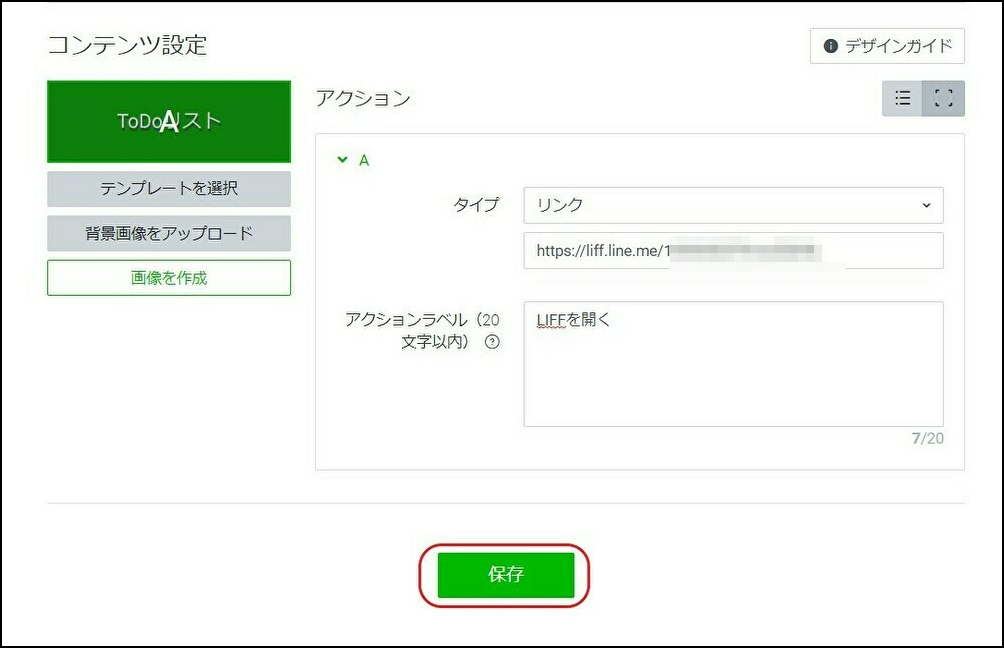 コンテンツ設定
デザインガイド
ToDoリスト
A
テンプレートを選択
背景画像をアップロード
画像を作成
アクション
A
タイプ
リンク
https://liff.line.me/1
アクションラベル（20
文字以内）
LIFFを開く
7/20
保存